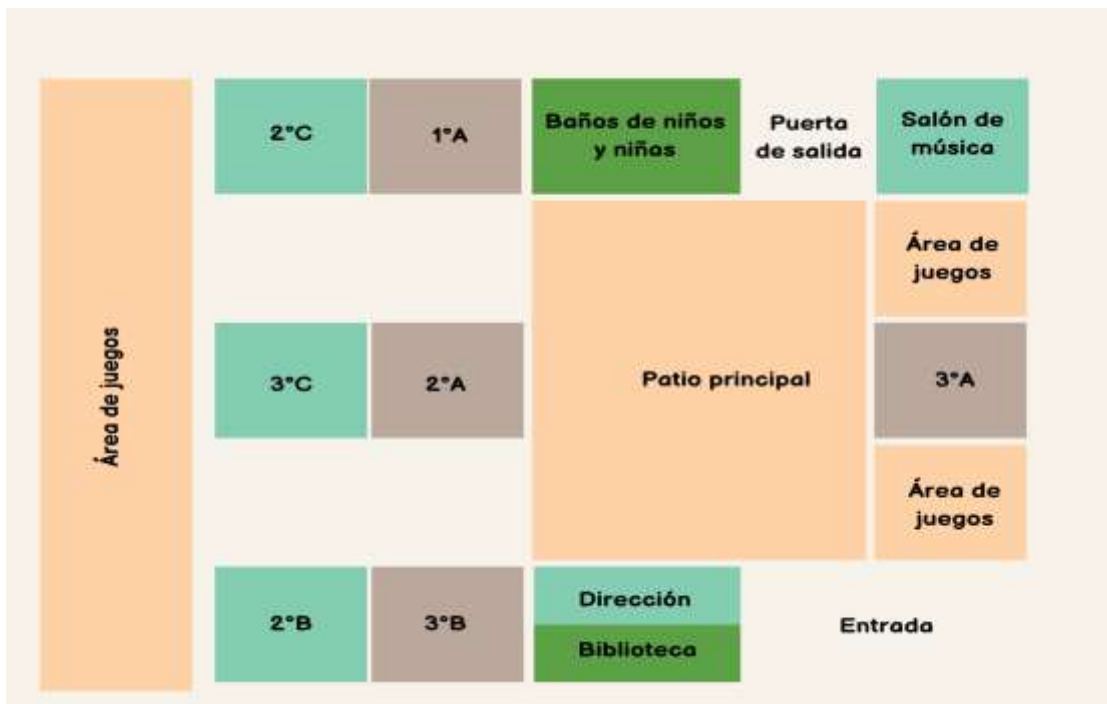 2°C
1°A
Baños de niños
y niñas
Puerta
de salida
Salón de
música
Área de
juegos
Área de juegos
3°C
2°A
Patio principal
3°A
Área de
juegos
2°B
3°B
Dirección
Biblioteca
Entrada